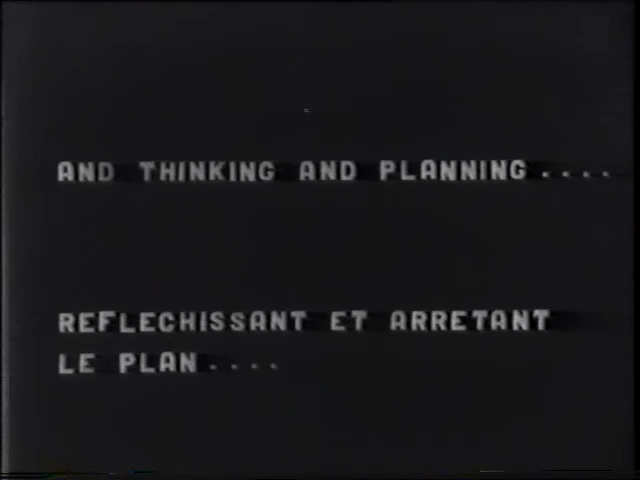 AND THINKING AND PLANNING....
REFLECHISSANT ET ARRETANT
LE PLAN....